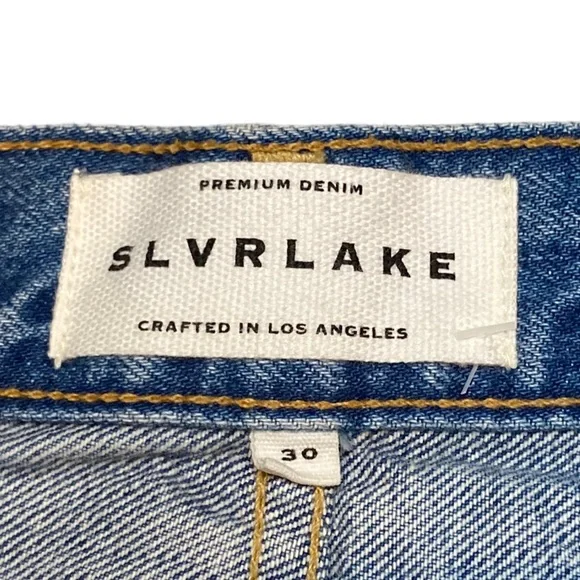 PREMIUM DENIM
SLVRLAKE
CRAFTED IN LOS ANGELES
30